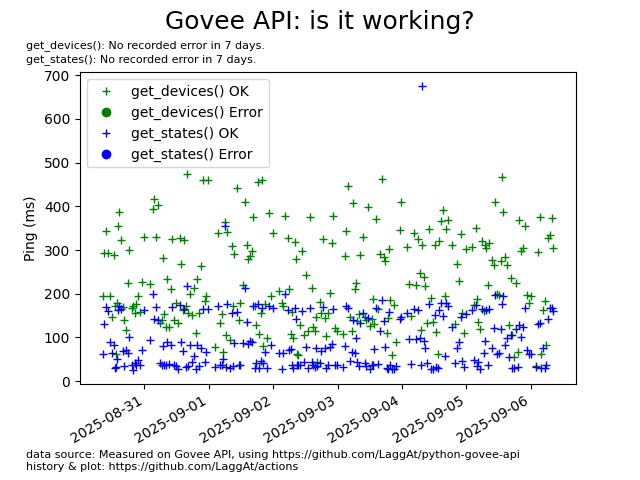 Govee API: is it working?
get_devices(): No recorded error in 7 days.
get_states(): No recorded error in 7 days.
700
600
500
400
300
200
100
0
Ping (ms)
get_devices() OK
get_devices() Error
get_states() OK
get_states() Error
2025-08-31
2025-09-01
2025-09-02
2025-09-03
2025-09-04
2025-09-05
2025-09-06
data source: Measured on Govee API, using https://github.com/LaggAt/python-govee-api
history & plot: https://github.com/LaggAt/actions